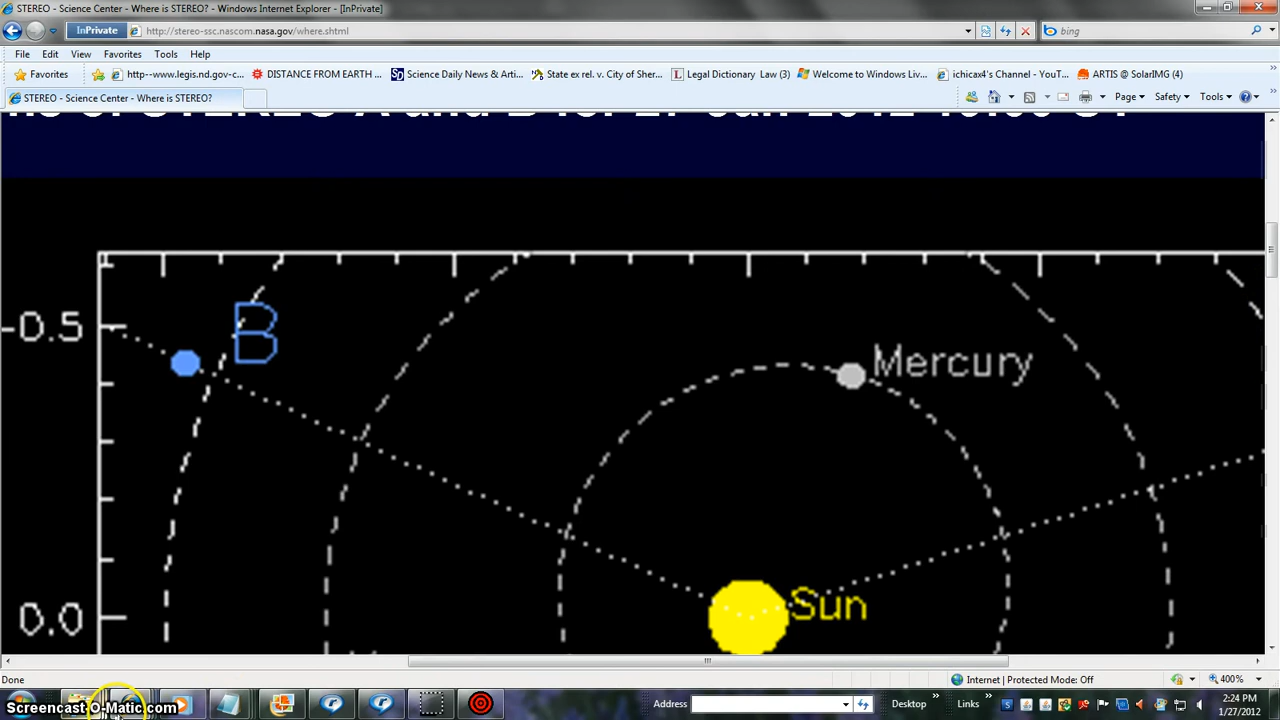 STEREO - Science Center - Where is STEREO? - Windows Internet Explorer - [InPrivate]
InPrivate http://stereo-ssc.nascom.nasa.gov/where.shtml bing
File Edit View Favorites Tools Help
Favorites http--www.legis.nd.gov-c... DISTANCE FROM EARTH ... Science Daily News & Arti... State ex rel. v. City of Sher... Legal Dictionary Law (3) Welcome to Windows Liv... ichicax4's Channel - YouT... ARTIS @ SolarIMG (4)
STEREO - Science Center - Where is STEREO? Page Safety Tools
B
-0.5
Mercury
Sun
0.0
Done Internet | Protected Mode: Off 400%
Screencast-O-Matic.com Address Desktop » Links » 2:24 PM
1/27/2012